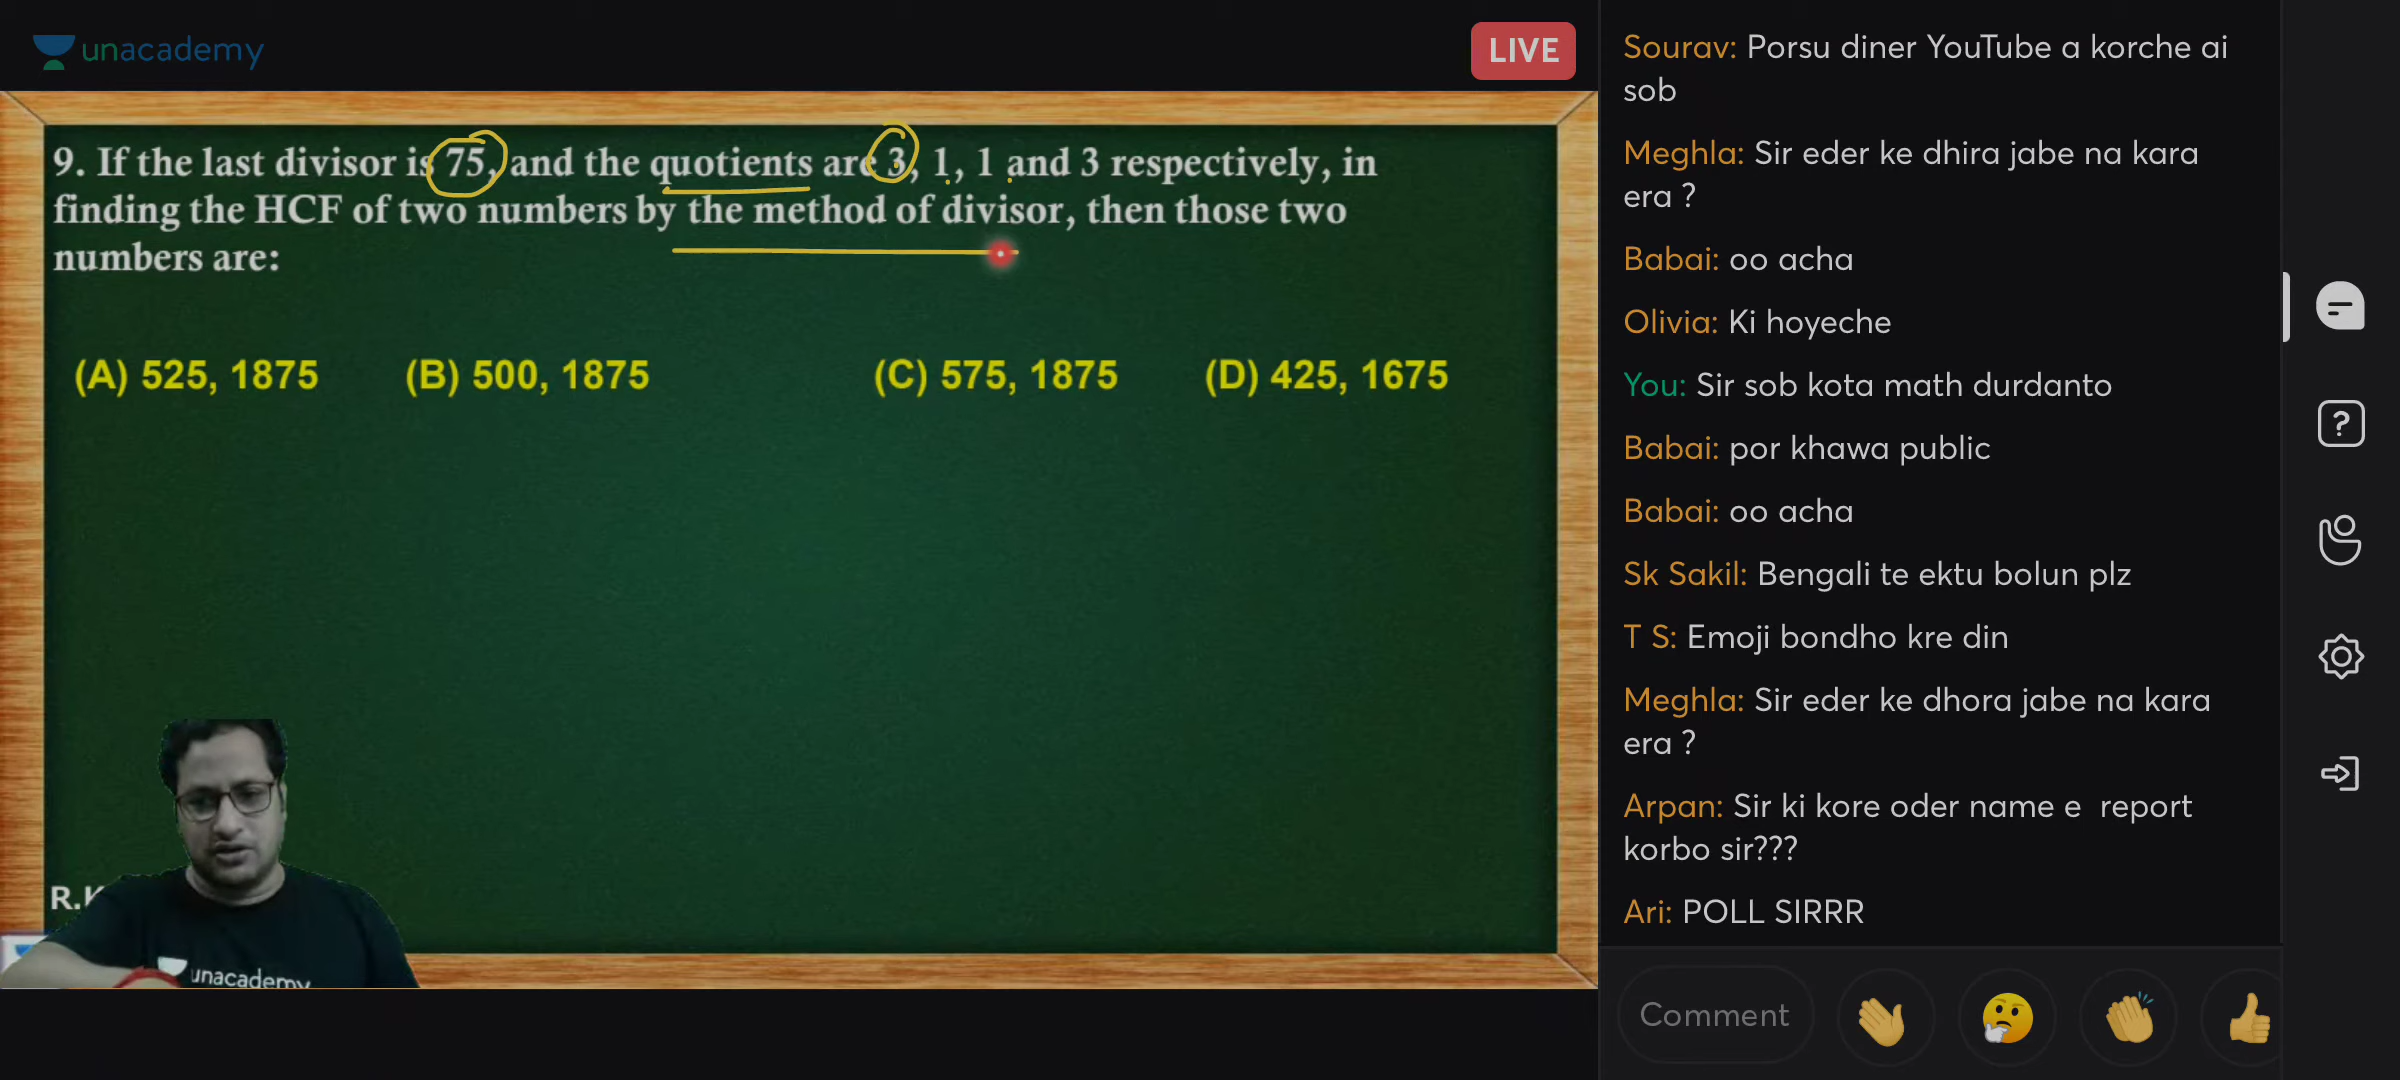 unacademy
LIVE
9. If the last divisor is 75, and the quotients are 3, 1, 1 and 3 respectively, in
finding the HCF of two numbers by the method of divisor, then those two
numbers are:
(A) 525, 1875 (B) 500, 1875 (C) 575, 1875 (D) 425, 1675
unacademy
Sourav: Porsu diner YouTube a korche ai
sob
Meghla: Sir eder ke dhira jabe na kara
era ?
Babai: oo acha
Olivia: Ki hoyeche
You: Sir sob kota math durdanto
Babai: por khawa public
Babai: oo acha
Sk Sakil: Bengali te ektu bolun plz
T S: Emoji bondho kre din
Meghla: Sir eder ke dhora jabe na kara
era ?
Arpan: Sir ki kore oder name e report
korbo sir???
Ari: POLL SIRRR
Comment